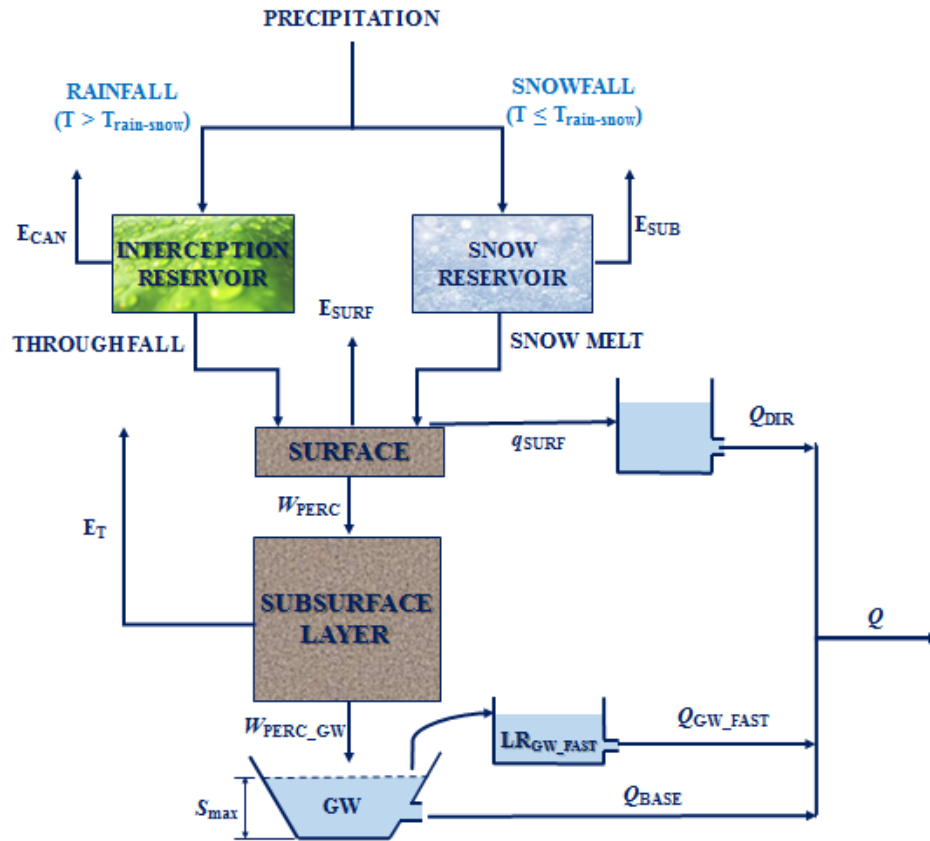 PRECIPITATION
RAINFALL
(T > Train-snow)
SNOWFALL
(T ≤ Train-snow)
ECAN
INTERCEPTION
RESERVOIR
SNOW
RESERVOIR
ESUB
ESURF
THROUGHFALL
SNOW MELT
SURFACE
qSURF
QDIR
WPERC
ET
SUBSURFACE
LAYER
Q
WPERC_GW
LRGW_FAST
QGW_FAST
Smax
GW
QBASE